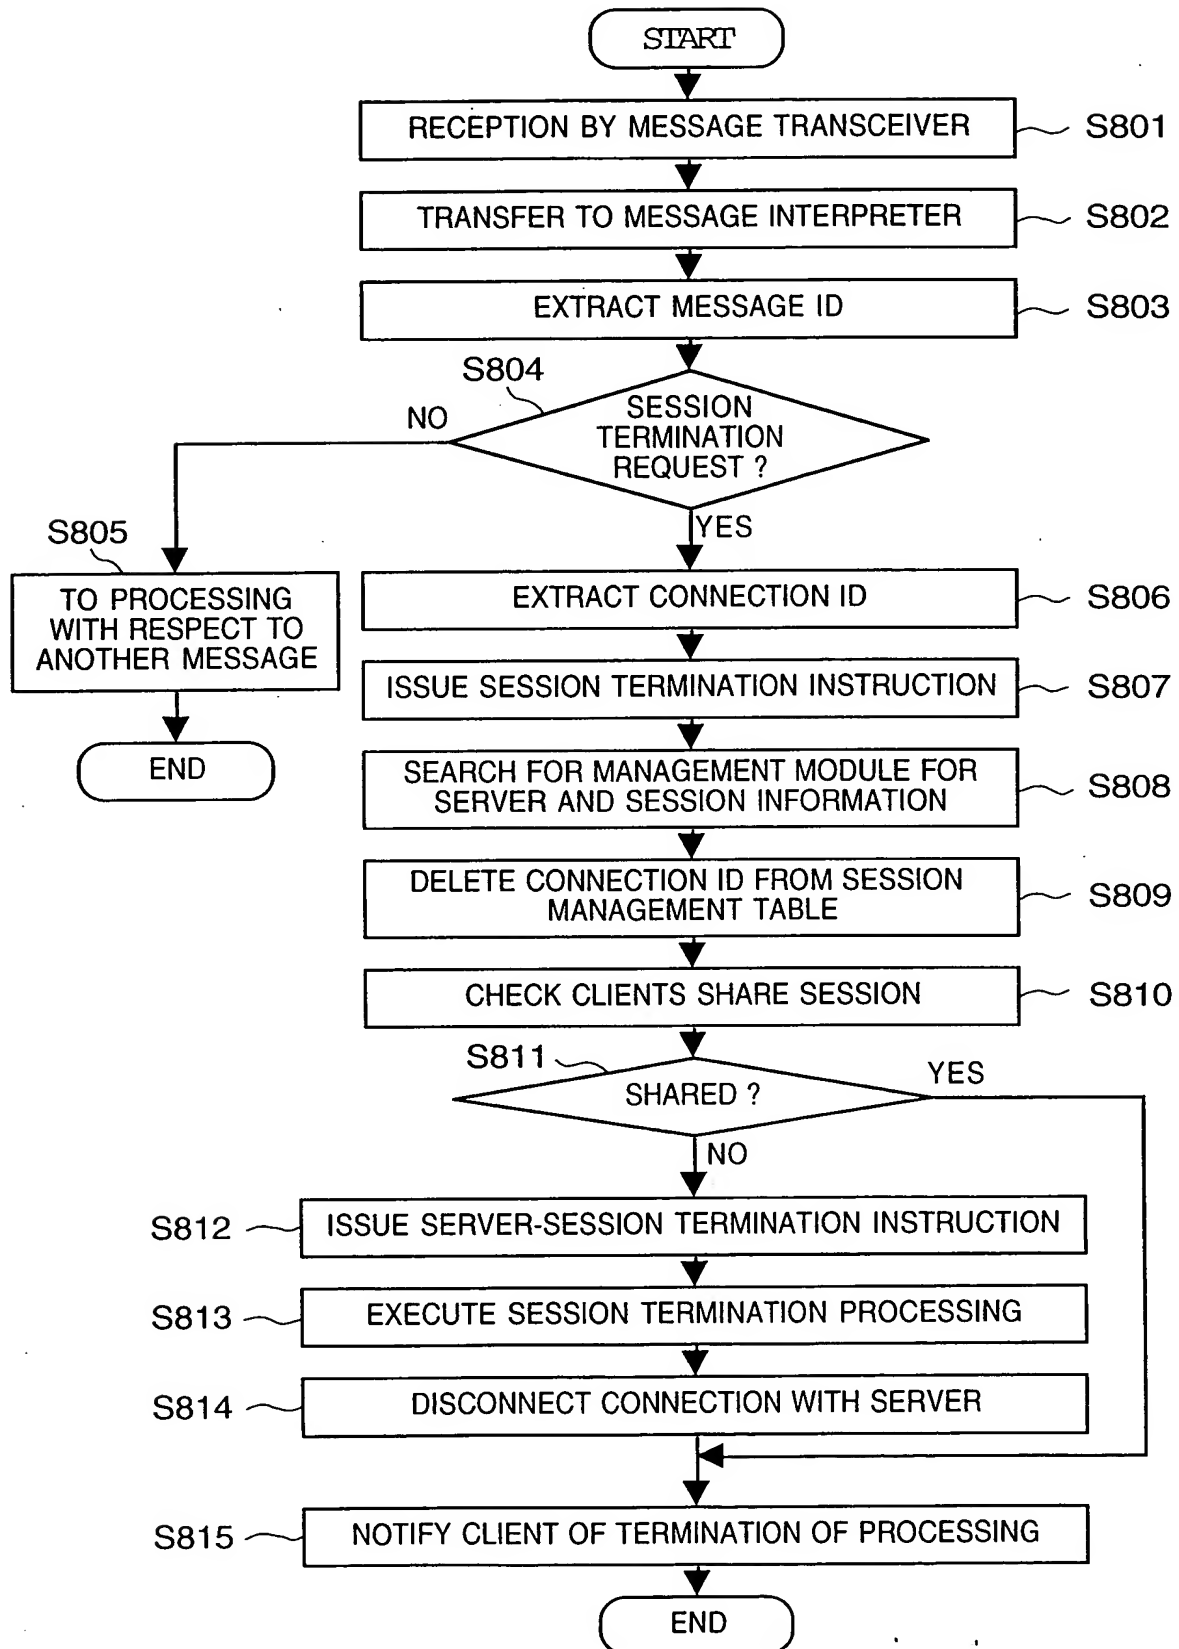 START
RECEPTION BY MESSAGE TRANSCEIVER
S801
TRANSFER TO MESSAGE INTERPRETER
S802
EXTRACT MESSAGE ID
S803
S804
SESSION
TERMINATION
REQUEST ?
NO
YES
S805
TO PROCESSING
WITH RESPECT TO
ANOTHER MESSAGE
END
EXTRACT CONNECTION ID
S806
ISSUE SESSION TERMINATION INSTRUCTION
S807
SEARCH FOR MANAGEMENT MODULE FOR
SERVER AND SESSION INFORMATION
S808
DELETE CONNECTION ID FROM SESSION
MANAGEMENT TABLE
S809
CHECK CLIENTS SHARE SESSION
S810
S811
SHARED ?
YES
NO
S812
ISSUE SERVER-SESSION TERMINATION INSTRUCTION
S813
EXECUTE SESSION TERMINATION PROCESSING
S814
DISCONNECT CONNECTION WITH SERVER
S815
NOTIFY CLIENT OF TERMINATION OF PROCESSING
END